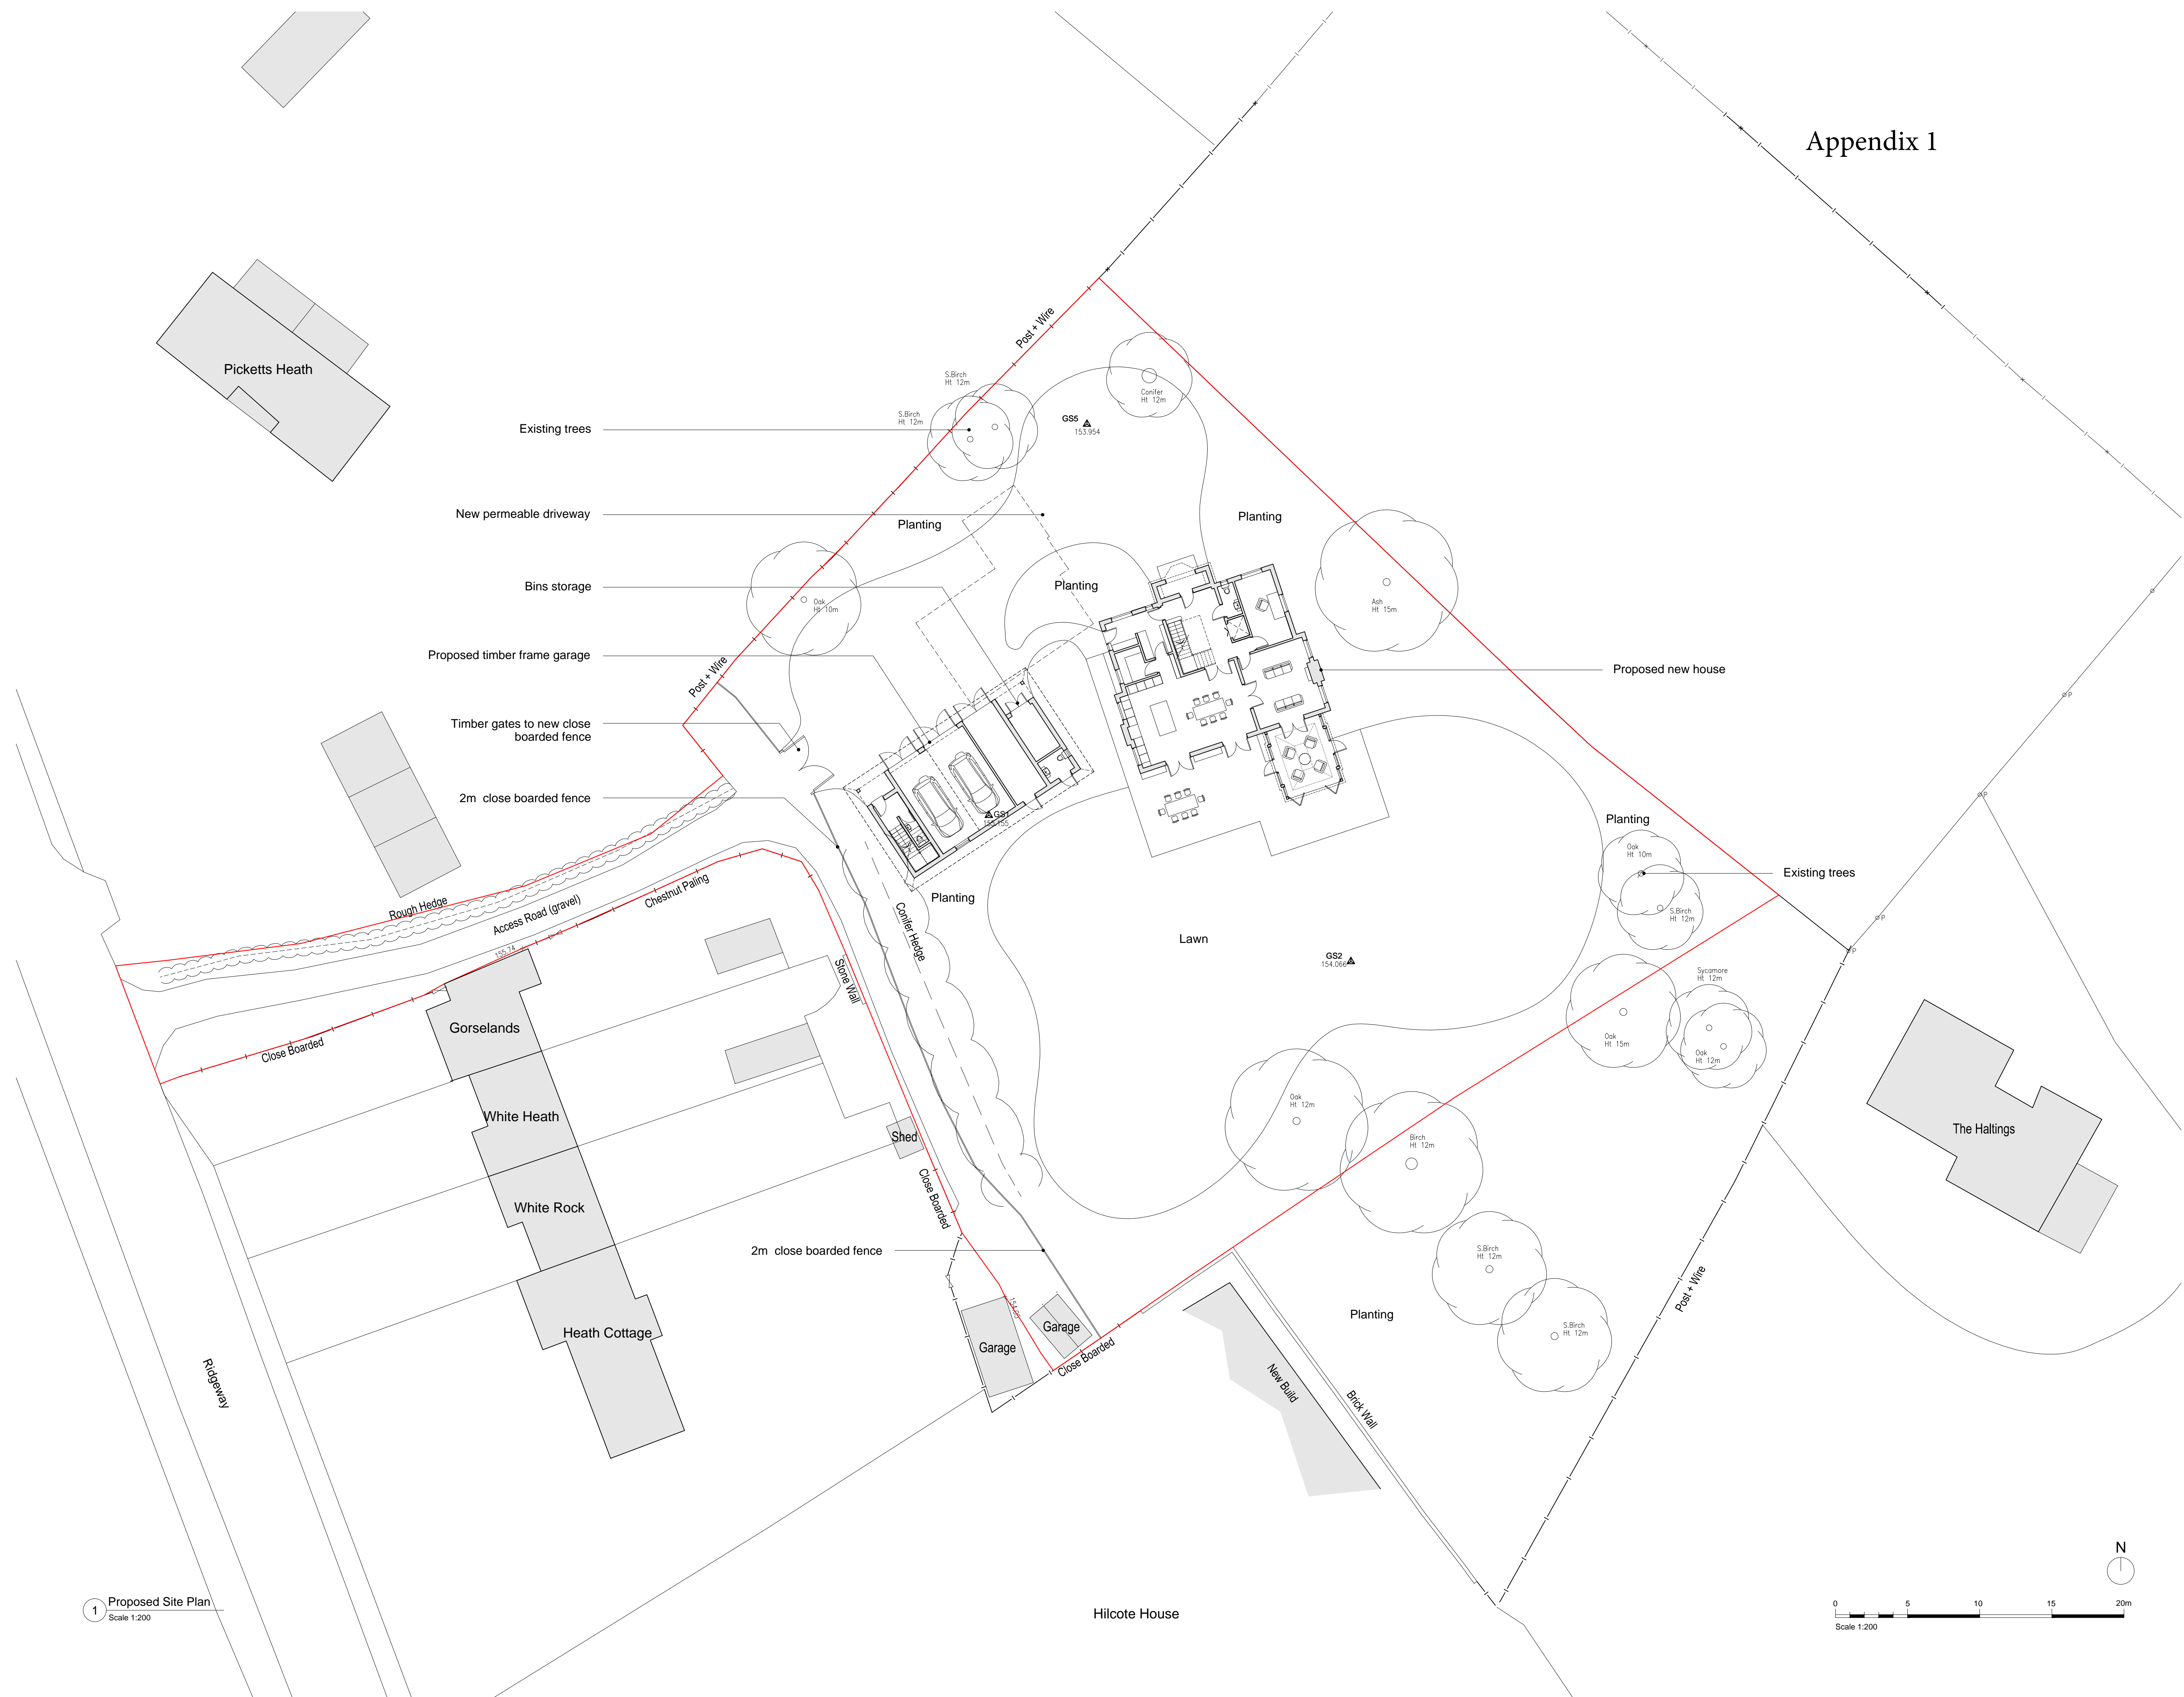 Appendix 1
Picketts Heath
Post + Wire
S.Birch
Ht 12m
S.Birch
Ht 12m
Conifer
Ht 12m
GS5
153.954
Existing trees
New permeable driveway
Planting
Planting
Bins storage
Planting
Oak
Ht 10m
Ash
Ht 15m
Proposed timber frame garage
Post + Wire
Proposed new house
Timber gates to new close
boarded fence
2m close boarded fence
GS1
155.155
Planting
Oak
Ht 10m
Existing trees
S.Birch
Ht 12m
Rough Hedge
Access Road (gravel)
Chestnut Paling
Planting
Conifer Hedge
Lawn
155.74
GS2
154.066
Stone Wall
Sycamore
Ht 12m
Oak
Ht 15m
Oak
Ht 12m
Gorselands
Close Boarded
White Heath
Shed
Oak
Ht 12m
Birch
Ht 12m
The Haltings
White Rock
Close Boarded
2m close boarded fence
S.Birch
Ht 12m
Post + Wire
Planting
Heath Cottage
Garage
Garage
Close Boarded
S.Birch
Ht 12m
Ridgeway
New Build
Brick Wall
N
1
Proposed Site Plan
Scale 1:200
Hilcote House
0 5 10 15 20m
Scale 1:200
P
P
P
P